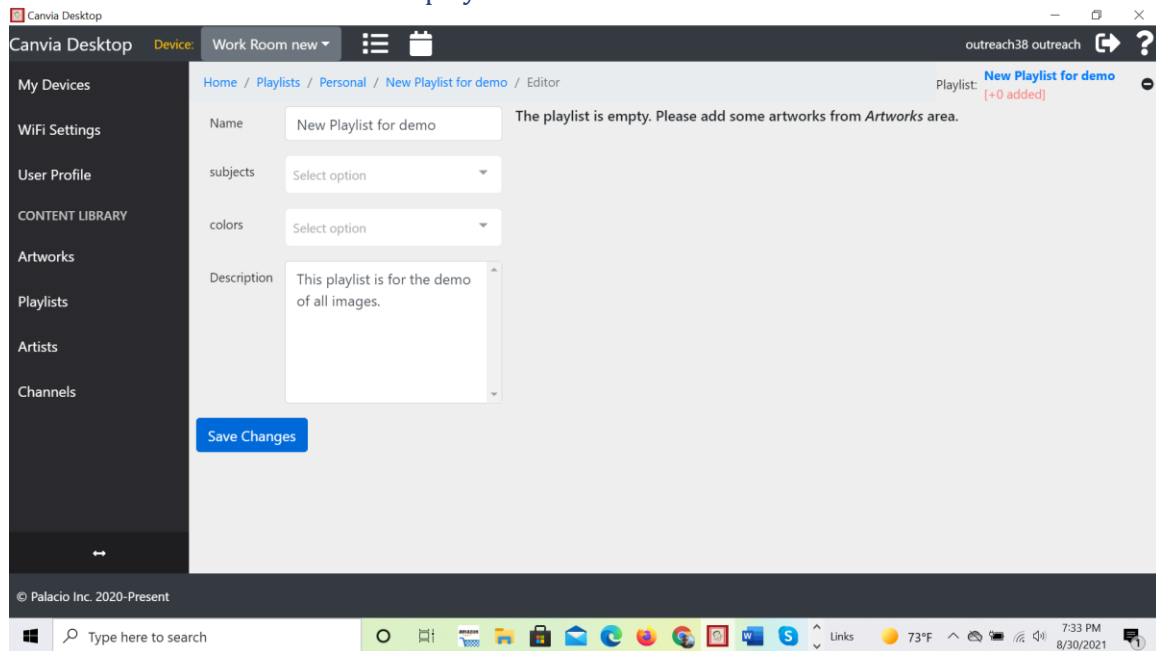 play
Canvia Desktop
Canvia Desktop Device: Work Room new outreach38 outreach ?
My Devices
WiFi Settings
User Profile
CONTENT LIBRARY
Artworks
Playlists
Artists
Channels
Home / Playlists / Personal / New Playlist for demo / Editor
Playlist: New Playlist for demo
[+0 added]
Name New Playlist for demo
The playlist is empty. Please add some artworks from Artworks area.
subjects Select option
colors Select option
Description This playlist is for the demo
of all images.
Save Changes
© Palacio Inc. 2020-Present
Type here to search
amazon
Links 73°F 7:33 PM
8/30/2021
1